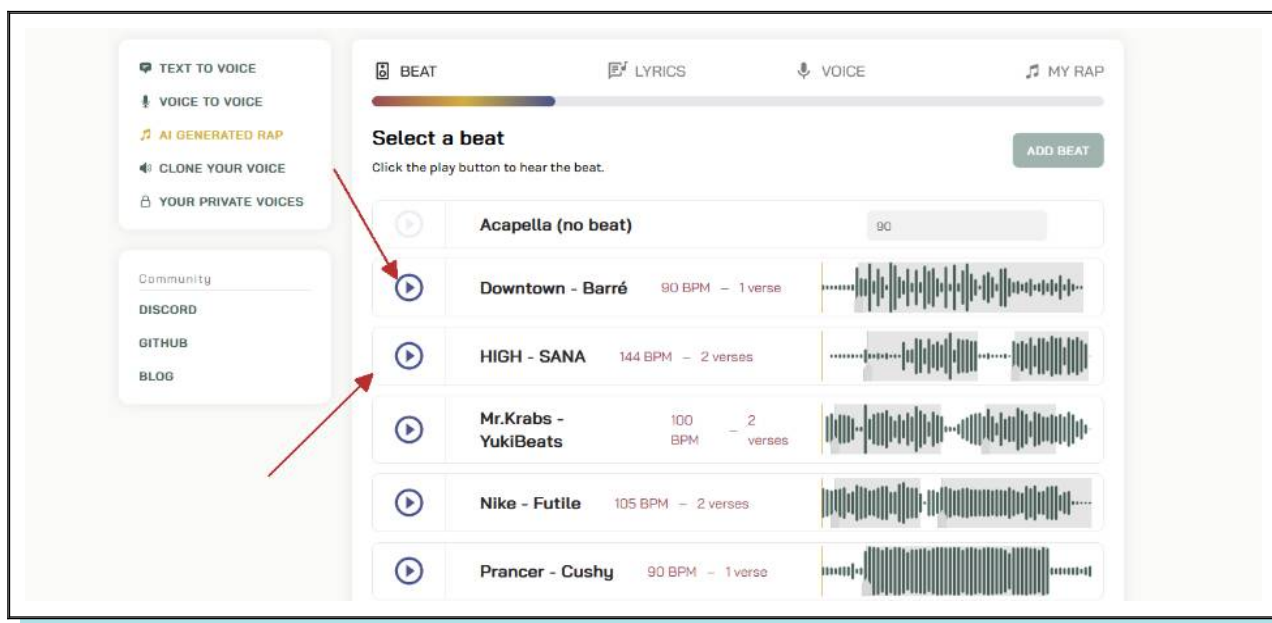 TEXT TO VOICE
VOICE TO VOICE
AI GENERATED RAP
CLONE YOUR VOICE
YOUR PRIVATE VOICES
Community
DISCORD
GITHUB
BLOG
BEAT
LYRICS
VOICE
MY RAP
Select a beat
Click the play button to hear the beat.
ADD BEAT
Acapella (no beat)
90
Downtown - Barré 90 BPM – 1 verse
HIGH - SANA 144 BPM – 2 verses
Mr.Krabs - 100 – 2
YukiBeats BPM verses
Nike - Futile 105 BPM – 2 verses
Prancer - Cushy 90 BPM – 1 verse